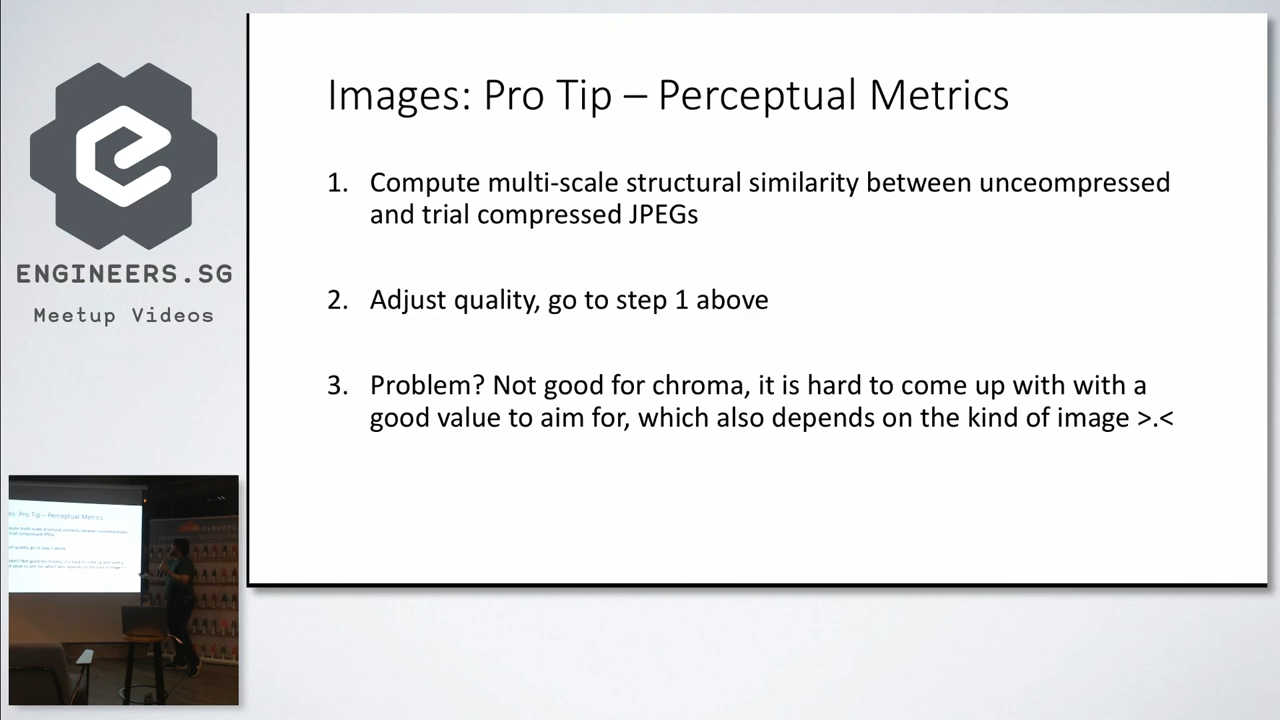 ENGINEERS.SG
Meetup Videos
Images: Pro Tip – Perceptual Metrics
1. Compute multi-scale structural similarity between unceompressed
and trial compressed JPEGs
2. Adjust quality, go to step 1 above
3. Problem? Not good for chroma, it is hard to come up with with a
good value to aim for, which also depends on the kind of image >.<